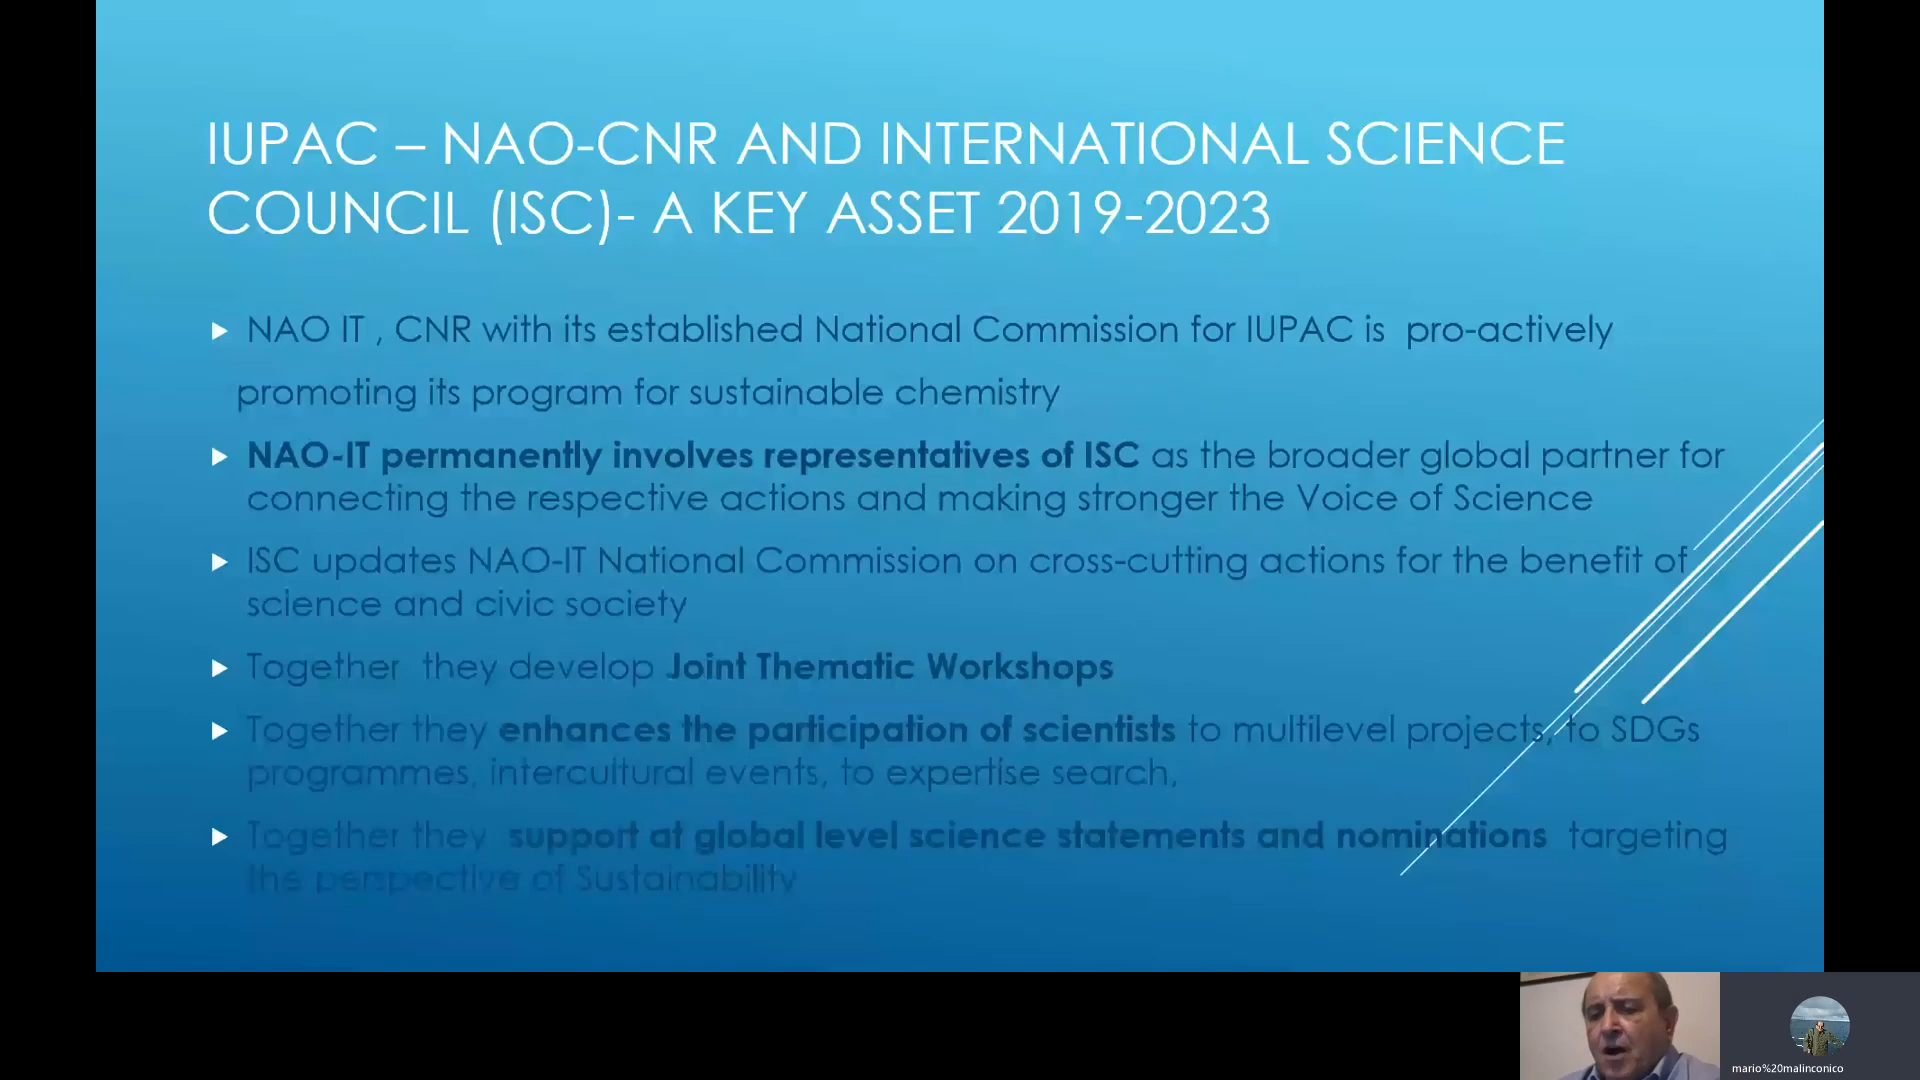 IUPAC – NAO-CNR AND INTERNATIONAL SCIENCE
COUNCIL (ISC)- A KEY ASSET 2019-2023
NAO IT , CNR with its established National Commission for IUPAC is pro-actively
promoting its program for sustainable chemistry
NAO-IT permanently involves representatives of ISC as the broader global partner for
connecting the respective actions and making stronger the Voice of Science
ISC updates NAO-IT National Commission on cross-cutting actions for the benefit of
science and civic society
Together they develop Joint Thematic Workshops
Together they enhances the participation of scientists to multilevel projects, to SDGs
programmes, intercultural events, to expertise search,
Together they support at global level science statements and nominations targeting
the perspective of Sustainability
mario%20malinconico